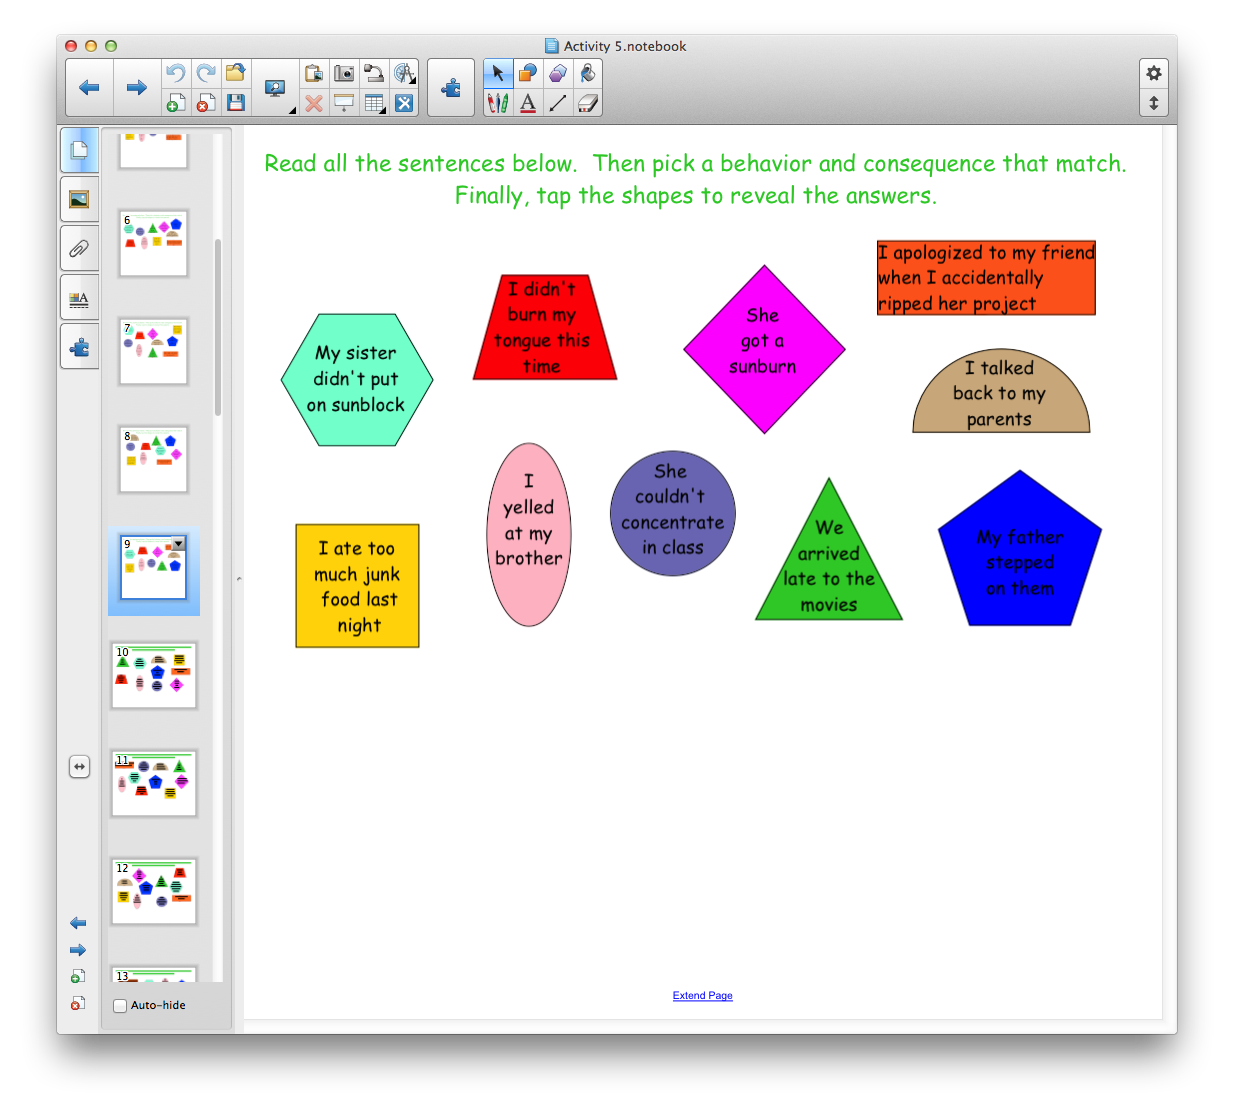 Activity 5.notebook
Read all the sentences below.  Then pick a behavior and consequence that match.
Finally, tap the shapes to reveal the answers.
I apologized to my friend
when I accidentally
ripped her project
I didn't
burn my
tongue this
time
She
got a
sunburn
My sister
didn't put
on sunblock
I talked
back to my
parents
I
yelled
at my
brother
She
couldn't
concentrate
in class
We
arrived
late to the
movies
My father
stepped
on them
I ate too
much junk
food last
night
6
7
8
9
10
11
12
13
Auto-hide
Extend Page